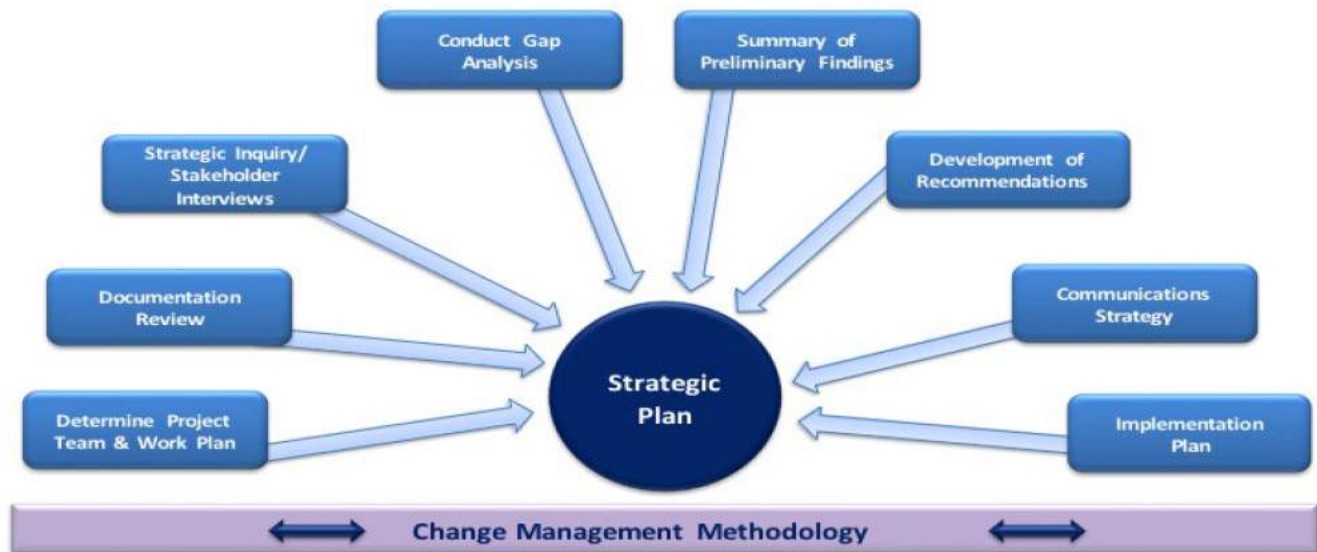 Conduct Gap
Analysis
Summary of
Preliminary Findings
Strategic Inquiry/
Stakeholder
Interviews
Development of
Recommendations
Documentation
Review
Communications
Strategy
Strategic
Plan
Determine Project
Team & Work Plan
Implementation
Plan
Change Management Methodology